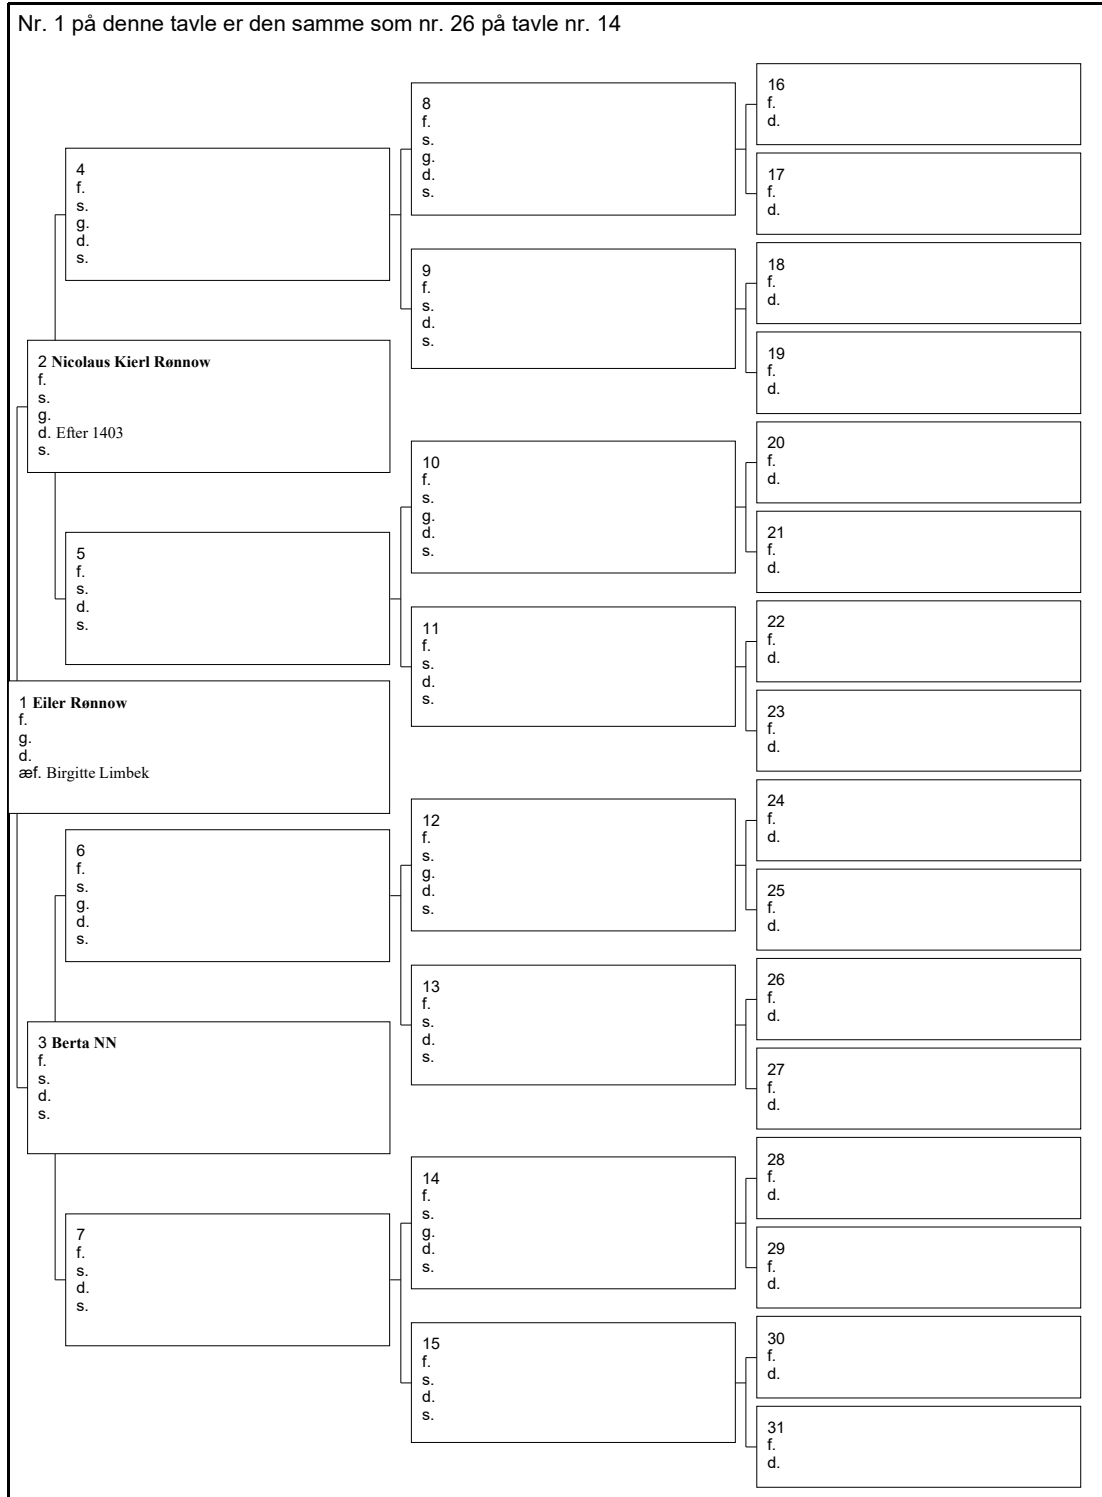 Nr. 1 på denne tavle er den samme som nr. 26 på tavle nr. 14
16
f.
d.
8
f.
s.
g.
d.
s.
17
f.
d.
4
f.
s.
g.
d.
s.
18
f.
d.
9
f.
s.
d.
s.
19
f.
d.
2 Nicolaus Kierl Rønnow
f.
s.
g.
d. Efter 1403
s.
20
f.
d.
10
f.
s.
g.
d.
s.
21
f.
d.
5
f.
s.
d.
s.
22
f.
d.
11
f.
s.
d.
s.
23
f.
d.
1 Eiler Rønnow
f.
g.
d.
æf. Birgitte Limbek
24
f.
d.
12
f.
s.
g.
d.
s.
25
f.
d.
6
f.
s.
g.
d.
s.
26
f.
d.
13
f.
s.
d.
s.
27
f.
d.
3 Berta NN
f.
s.
d.
s.
28
f.
d.
14
f.
s.
g.
d.
s.
29
f.
d.
7
f.
s.
d.
s.
30
f.
d.
15
f.
s.
d.
s.
31
f.
d.